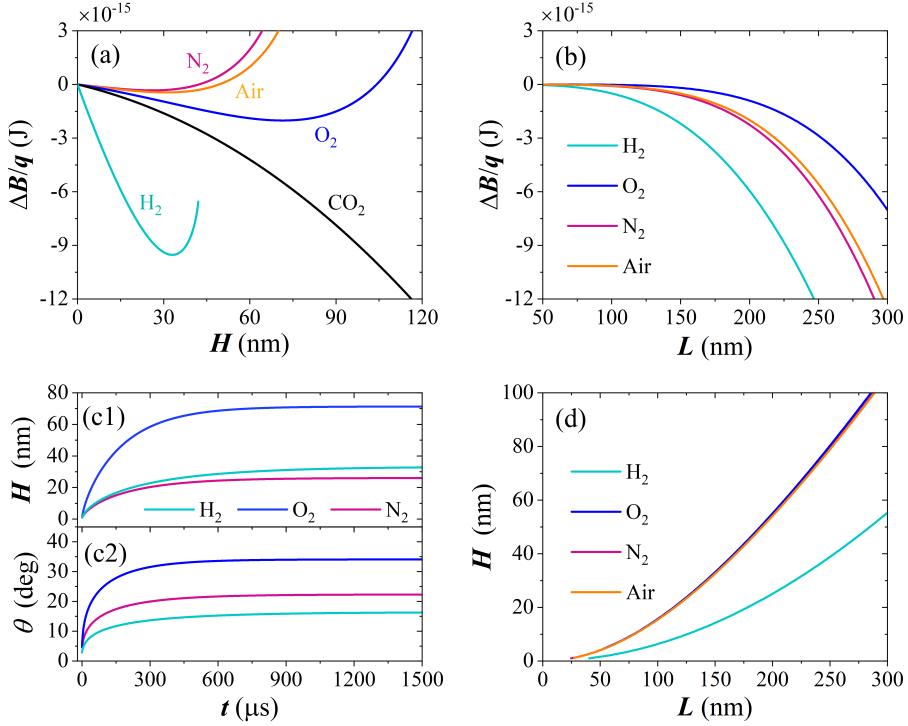 ×10⁻¹⁵
3
0
-3
-6
-9
-12
ΔB/q (J)
(a)
N₂
Air
O₂
H₂
CO₂
0 30 60 90 120
H (nm)
×10⁻¹⁵
3
0
-3
-6
-9
-12
ΔB/q (J)
(b)
H₂
O₂
N₂
Air
50 100 150 200 250 300
L (nm)
80
60
40
20
0
H (nm)
(c1)
H₂ O₂ N₂
40
30
20
10
0
θ (deg)
(c2)
0 300 600 900 1200 1500
t (μs)
100
80
60
40
20
0
H (nm)
(d)
H₂
O₂
N₂
Air
0 50 100 150 200 250 300
L (nm)